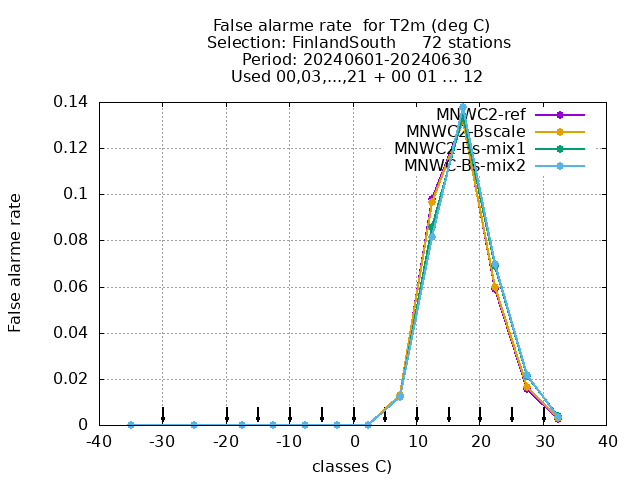 False alarme rate  for T2m (deg C)
Selection: FinlandSouth     72 stations
Period: 20240601-20240630
Used 00,03,...,21 + 00 01 ... 12
False alarme rate
0.14
0.12
0.1
0.08
0.06
0.04
0.02
0
MNWC2-ref
MNWC2-Bscale
MNWC2-Bs-mix1
MNWC-Bs-mix2
-40 -30 -20 -10 0 10 20 30 40
classes C)